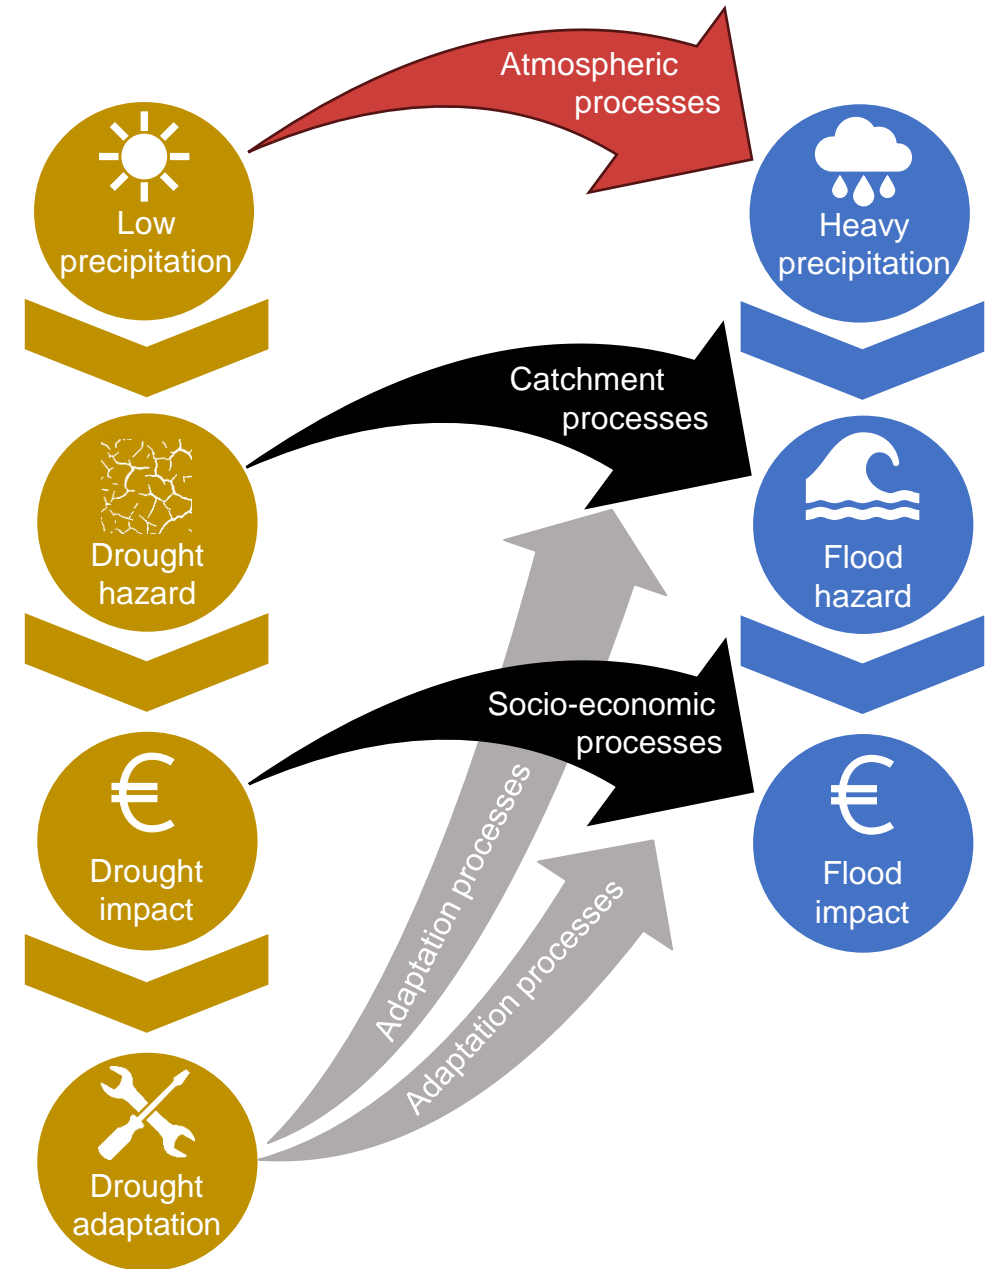 Atmospheric
processes
Low
precipitation
Heavy
precipitation
Catchment
processes
Drought
hazard
Flood
hazard
Socio-economic
processes
€
Drought
impact
€
Flood
impact
Adaptation processes
Adaptation processes
Drought
adaptation